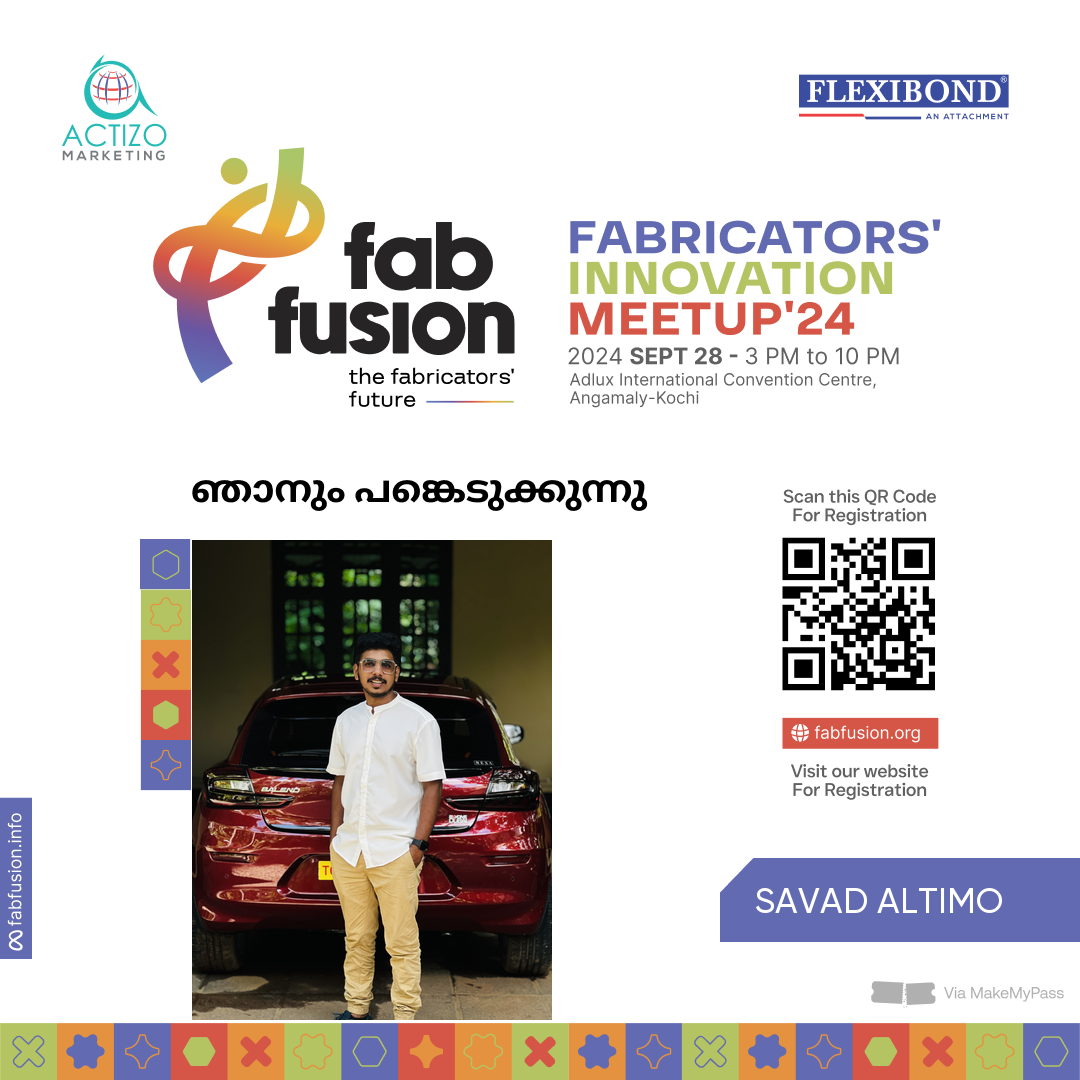 ACTIZO
MARKETING
FLEXIBOND®
AN ATTACHMENT
fab
fusion
the fabricators'
future
FABRICATORS'
INNOVATION
MEETUP'24
2024 SEPT 28 - 3 PM to 10 PM
Adlux International Convention Centre,
Angamaly-Kochi
ഞാനും പങ്കെടുക്കുന്നു
Scan this QR Code
For Registration
fabfusion.org
Visit our website
For Registration
BALENO
fabfusion.info
SAVAD ALTIMO
Via MakeMyPass